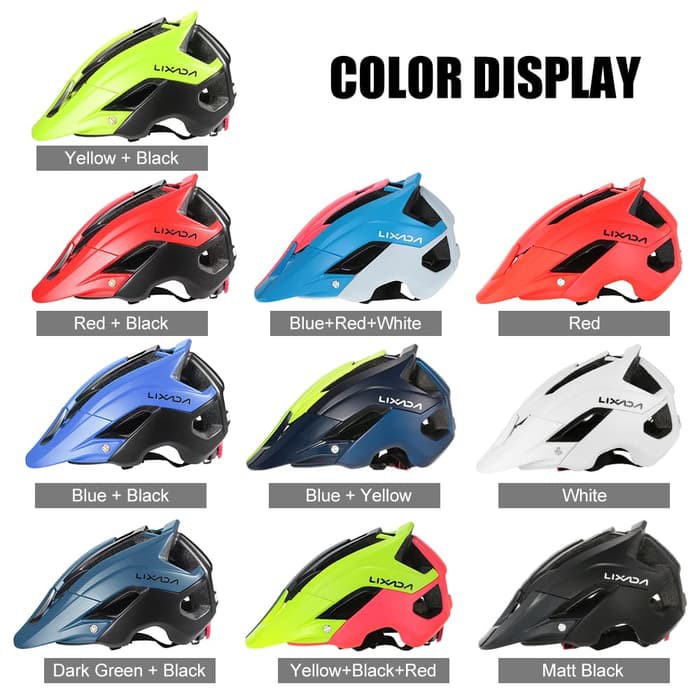 COLOR DISPLAY
LIXADA
Yellow + Black
LIXADA
LIXADA
LIXADA
Red + Black
Blue+Red+White
Red
LIXADA
LIXADA
LIXADA
Blue + Black
Blue + Yellow
White
LIXADA
LIXADA
LIXADA
Dark Green + Black
Yellow+Black+Red
Matt Black